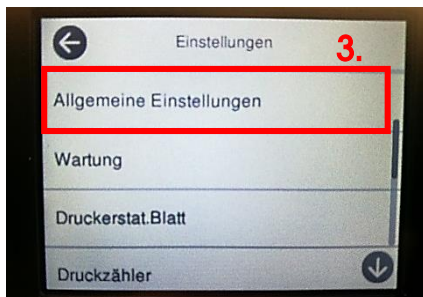 Einstellungen
3.
Allgemeine Einstellungen
Wartung
Druckerstat.Blatt
Druckzähler